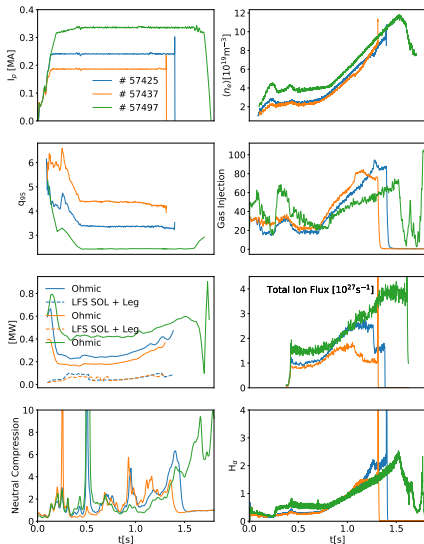 I_p [MA]
0.4
0.3
0.2
0.1
0.0
# 57425
# 57437
# 57497
⟨n_e⟩[10^19 m^-3]
12
10
8
6
4
2
q_95
6
5
4
3
Gas Injection
100
80
60
40
20
0
[MW]
0.8
0.6
0.4
0.2
0.0
Ohmic
LFS SOL + Leg
Ohmic
LFS SOL + Leg
Ohmic
Total Ion Flux [10^27 s^-1]
4
3
2
1
0
Neutral Compression
10
8
6
4
2
0
0.0 0.5 1.0 1.5
t[s]
H_α
4
3
2
1
0
0.0 0.5 1.0 1.5
t[s]